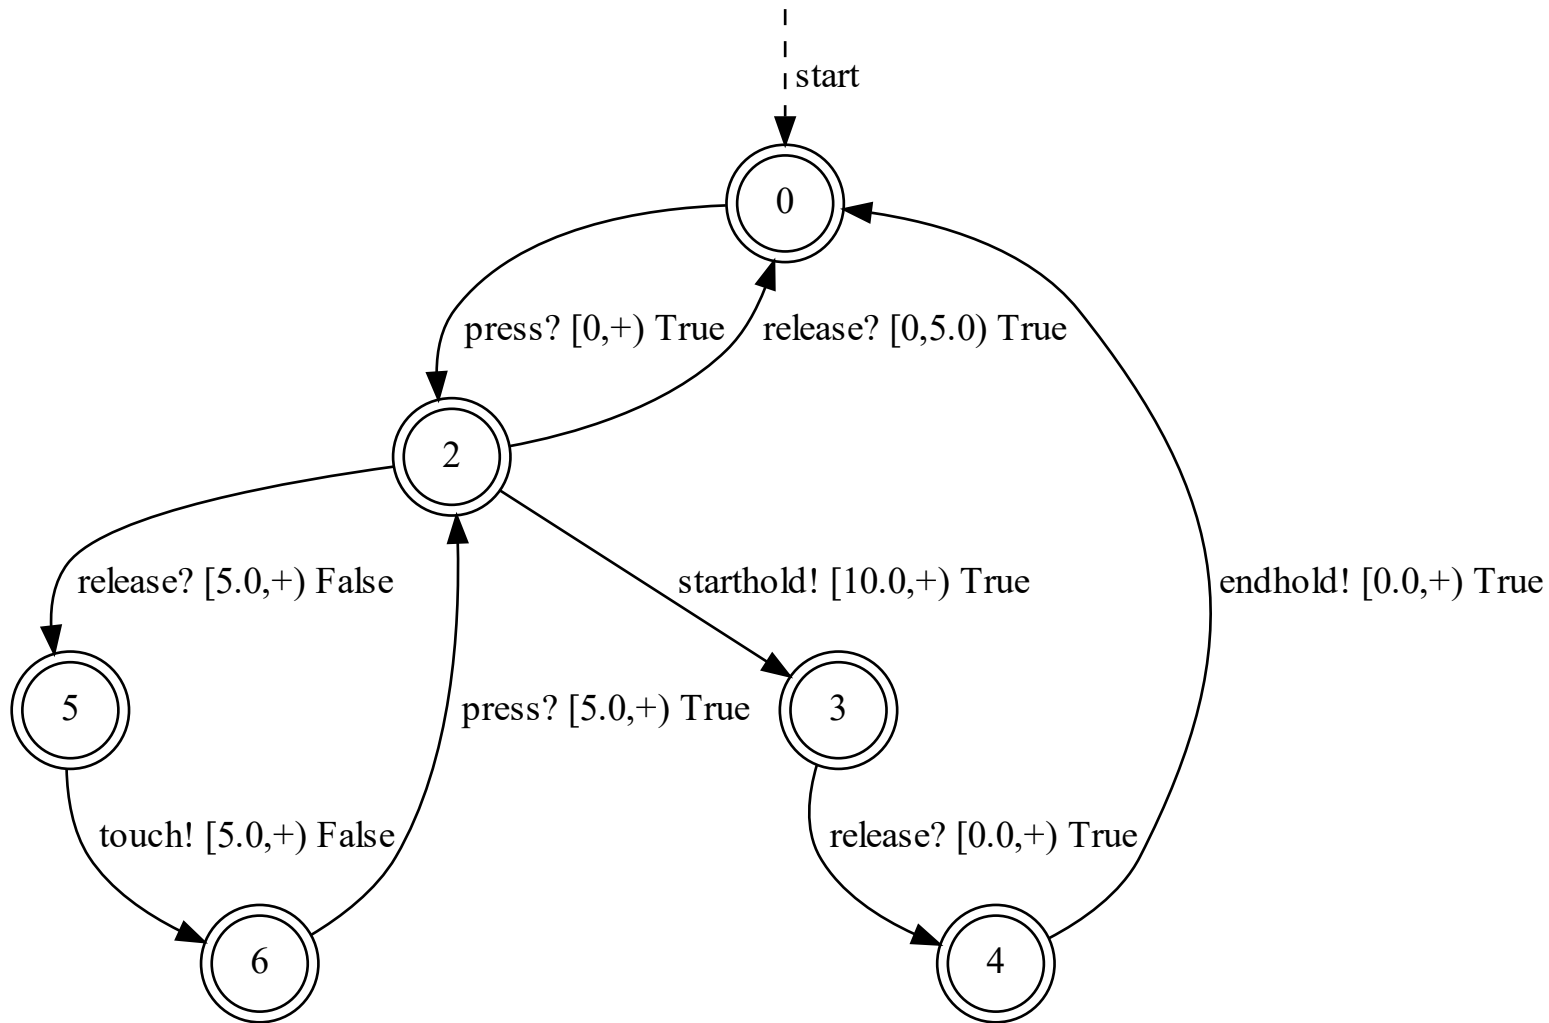 start
0
press? [0,+) True
release? [0,5.0) True
2
release? [5.0,+) False
starthold! [10.0,+) True
endhold! [0.0,+) True
5
press? [5.0,+) True
3
touch! [5.0,+) False
release? [0.0,+) True
6
4